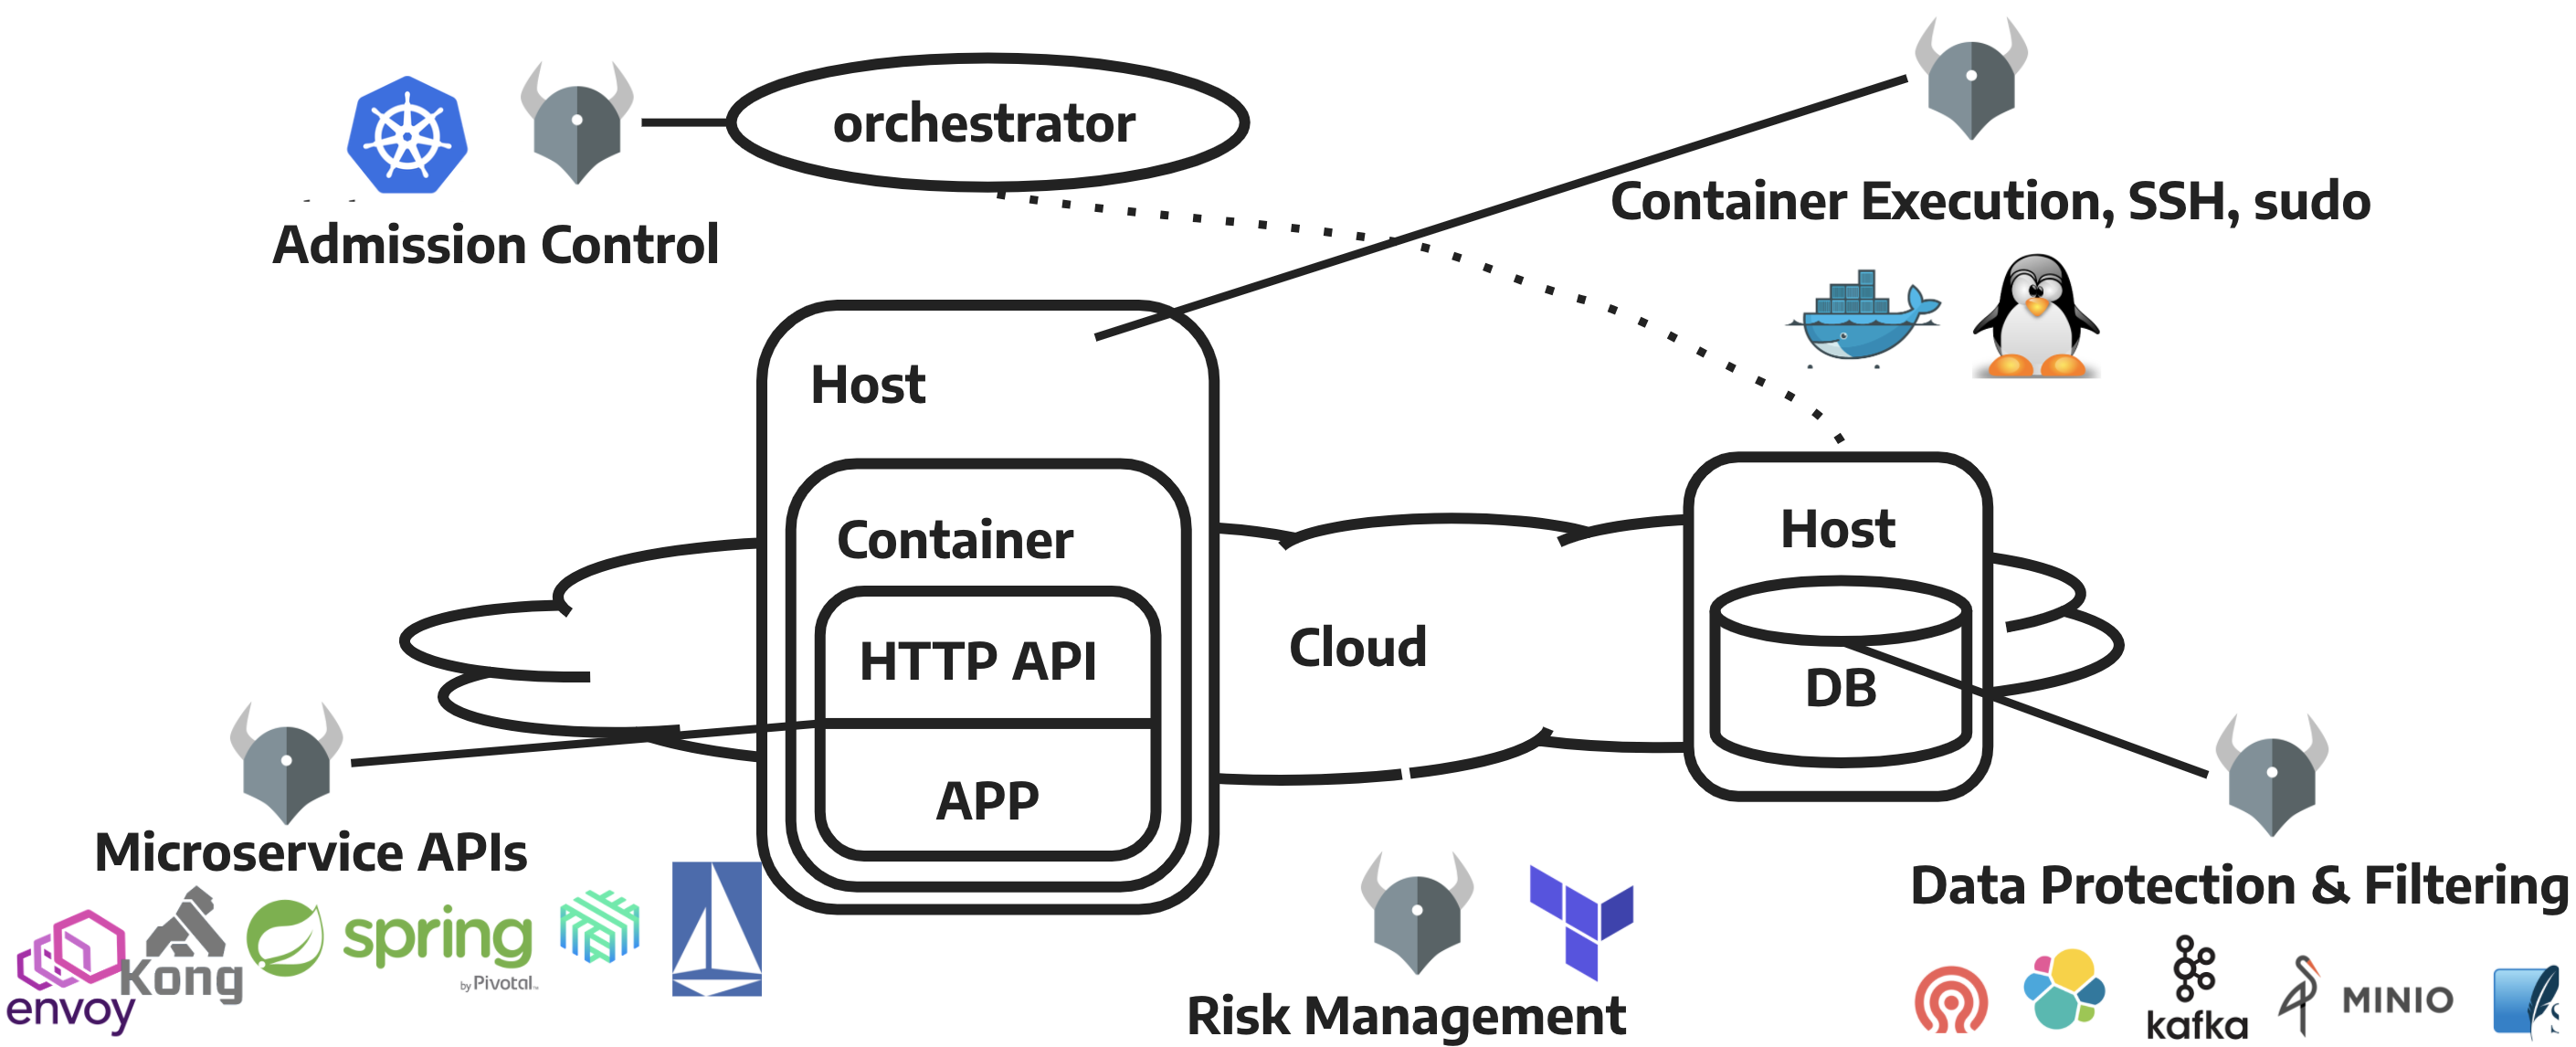 orchestrator
Admission Control
Container Execution, SSH, sudo
Host
Container
HTTP API
APP
Cloud
Host
DB
Microservice APIs
envoy
Kong
spring
by Pivotal™
Risk Management
Data Protection & Filtering
kafka
MINIO